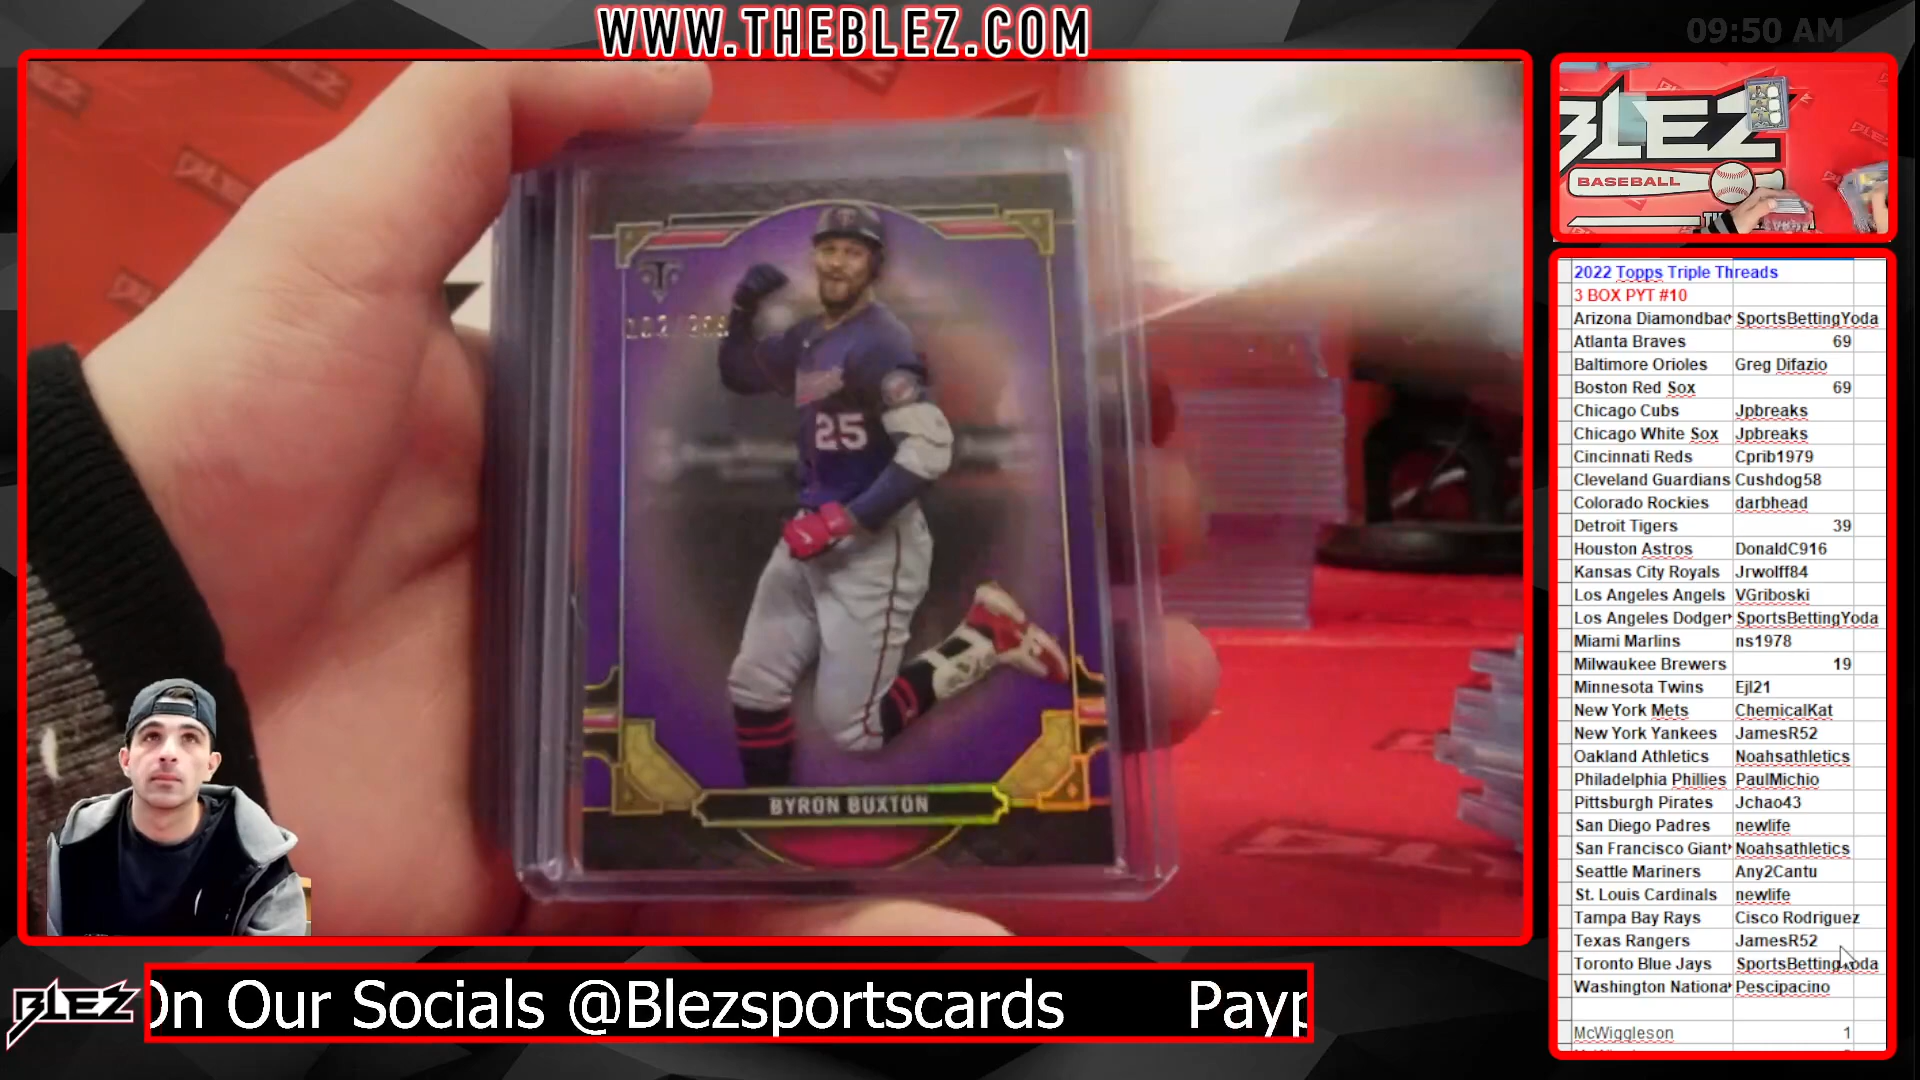 WWW.THEBLEZ.COM
09:50 AM
25
BYRON BUXTON
BLEZ
BASEBALL
2022 Topps Triple Threads
3 BOX PYT #10
Arizona Diamondbac SportsBettingYoda
Atlanta Braves 69
Baltimore Orioles Greg Difazio
Boston Red Sox 69
Chicago Cubs Jpbreaks
Chicago White Sox Jpbreaks
Cincinnati Reds Cprib1979
Cleveland Guardians Cushdog58
Colorado Rockies darbhead
Detroit Tigers 39
Houston Astros DonaldC916
Kansas City Royals Jrwolff84
Los Angeles Angels VGriboski
Los Angeles Dodger SportsBettingYoda
Miami Marlins ns1978
Milwaukee Brewers 19
Minnesota Twins Ejl21
New York Mets ChemicalKat
New York Yankees JamesR52
Oakland Athletics Noahsathletics
Philadelphia Phillies PaulMichio
Pittsburgh Pirates Jchao43
San Diego Padres newlife
San Francisco Giant Noahsathletics
Seattle Mariners Any2Cantu
St. Louis Cardinals newlife
Tampa Bay Rays Cisco Rodriguez
Texas Rangers JamesR52
Toronto Blue Jays SportsBettingYoda
Washington Nationa Pescipacino
McWiggleson 1
BLEZ
On Our Socials @Blezsportscards Payp